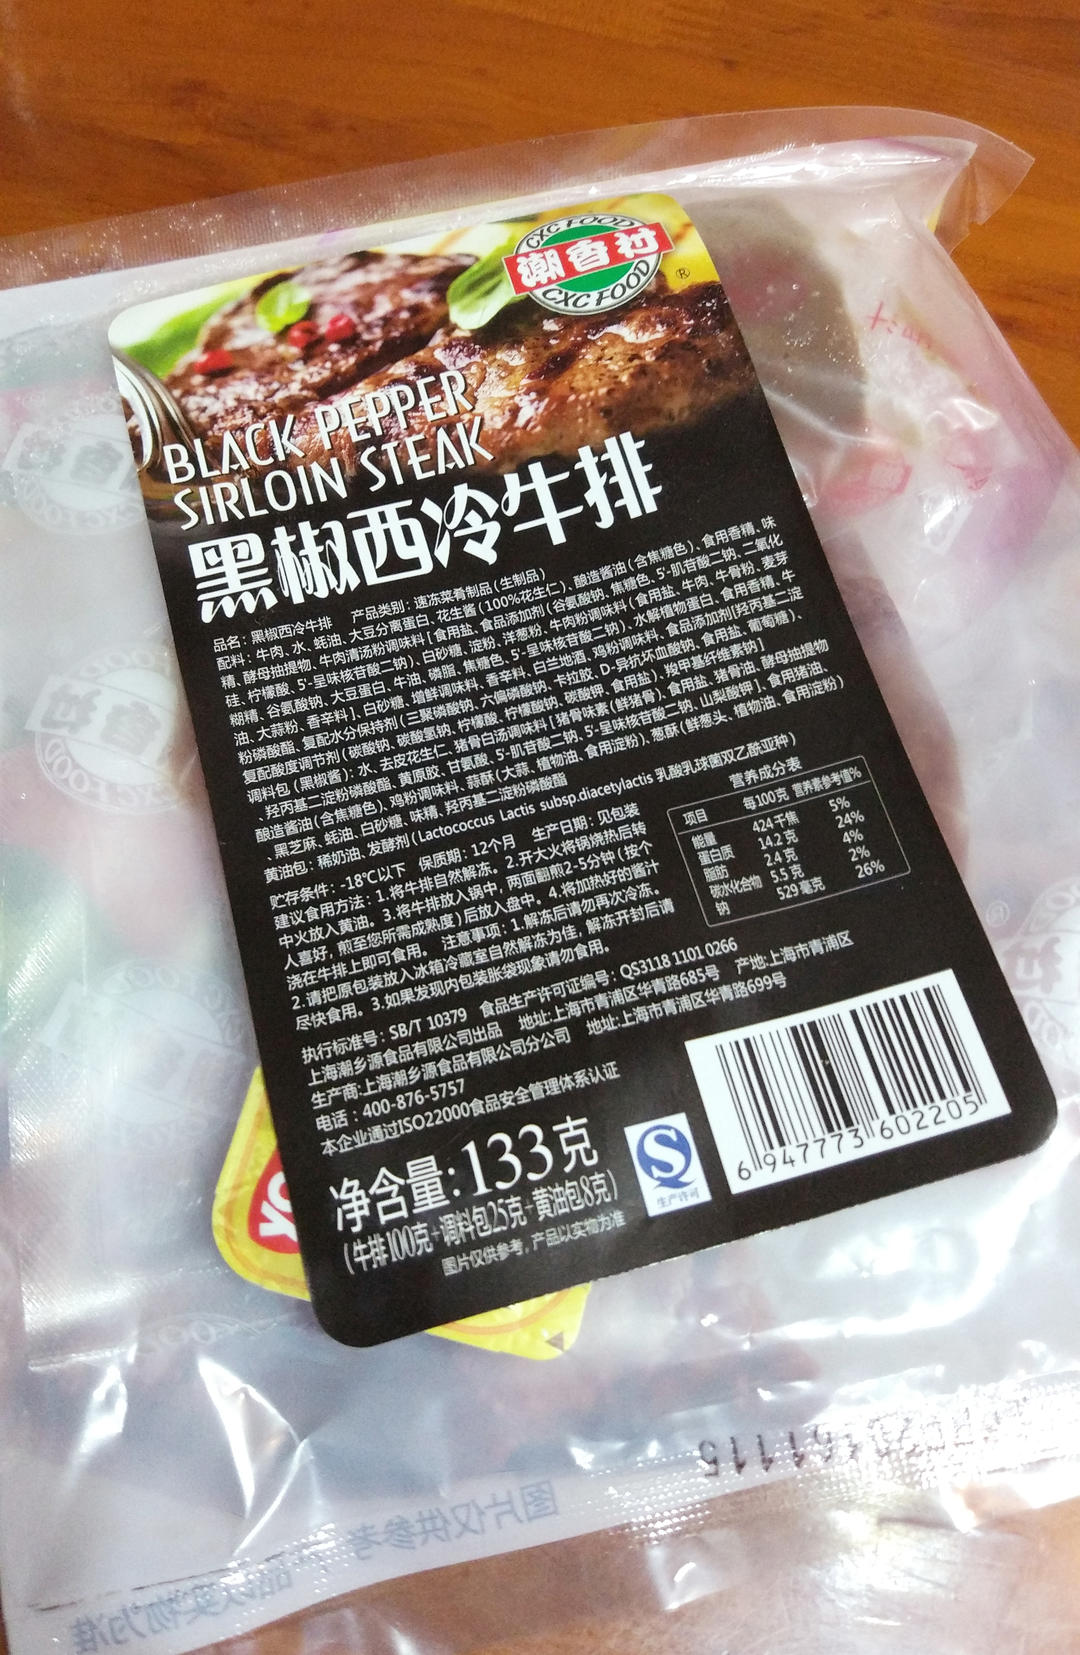 CXC FOOD
潮香村
CXC FOOD
®
BLACK PEPPER
SIRLOIN STEAK
黑椒西冷牛排
品名：黑椒西冷牛排 产品类别：速冻菜肴制品(生制品)
配料：牛肉、水、蚝油、大豆分离蛋白、花生酱(100%花生仁)、酿造酱油(含焦糖色)、食用香精、味
精、酵母抽提物、牛肉清汤粉调味料[食用盐、食品添加剂(谷氨酸钠、焦糖色、5'-肌苷酸二钠、二氧化
硅、柠檬酸、5'-呈味核苷酸二钠)、白砂糖、淀粉、洋葱粉、牛肉粉调味料(食用盐、牛肉、牛骨粉、麦芽
糊精、谷氨酸钠、大豆蛋白、牛油、磷脂、焦糖色、5'-呈味核苷酸二钠)、水解植物蛋白、食用香精、牛
油、大蒜粉、香辛料]、白砂糖、增鲜调味料、香辛料、白兰地酒、鸡粉调味料、食品添加剂[羟丙基二淀
粉磷酸酯、复配水分保持剂(三聚磷酸钠、六偏磷酸钠、卡拉胶、D-异抗坏血酸钠、食用盐、葡萄糖)、
复配酸度调节剂(碳酸钠、碳酸氢钠、柠檬酸、柠檬酸钠、碳酸钾、食用盐)、羧甲基纤维素钠]
调料包(黑椒酱)：水、去皮花生仁、猪骨白汤调味料[猪骨味素(鲜猪骨)、食用盐、猪骨油、酵母抽提物
、羟丙基二淀粉磷酸酯、黄原胶、甘氨酸、5'-肌苷酸二钠、5'-呈味核苷酸二钠、山梨酸钾]、食用猪油、
酿造酱油(含焦糖色)、鸡粉调味料、蒜酥(大蒜、植物油、食用淀粉)、葱酥(鲜葱头、植物油、食用淀粉)
、黑芝麻、蚝油、白砂糖、味精、羟丙基二淀粉磷酸酯
黄油包：稀奶油、发酵剂(Lactococcus Lactis subsp.diacetylactis 乳酸乳球菌双乙酰亚种)
贮存条件：-18℃以下 保质期：12个月 生产日期：见包装
建议食用方法：1.将牛排自然解冻。2.开大火将锅烧热后转
中火放入黄油。3.将牛排放入锅中，两面翻煎2-5分钟(按个
人喜好，煎至您所需成熟度)后放入盘中。4.将加热好的酱汁
浇在牛排上即可食用。 注意事项：1.解冻后请勿再次冷冻。
2.请把原包装放入冰箱冷藏室自然解冻为佳，解冻开封后请
尽快食用。3.如果发现内包装胀袋现象请勿食用。
营养成分表
项目 每100克 营养素参考值%
能量 424千焦 5%
蛋白质 14.2克 24%
脂肪 2.4克 4%
碳水化合物 5.5克 2%
钠 529毫克 26%
执行标准号：SB/T 10379 食品生产许可证编号：QS3118 1101 0266
上海潮乡源食品有限公司出品 地址:上海市青浦区华青路685号 产地:上海市青浦区
生产商:上海潮乡源食品有限公司分公司 地址:上海市青浦区华青路699号
电话：400-876-5757
本企业通过ISO22000食品安全管理体系认证
净含量:133克
(牛排100克+调料包25克+黄油包8克)
图片仅供参考，产品以实物为准
生产许可
6 947773 602205
图片仅供参考